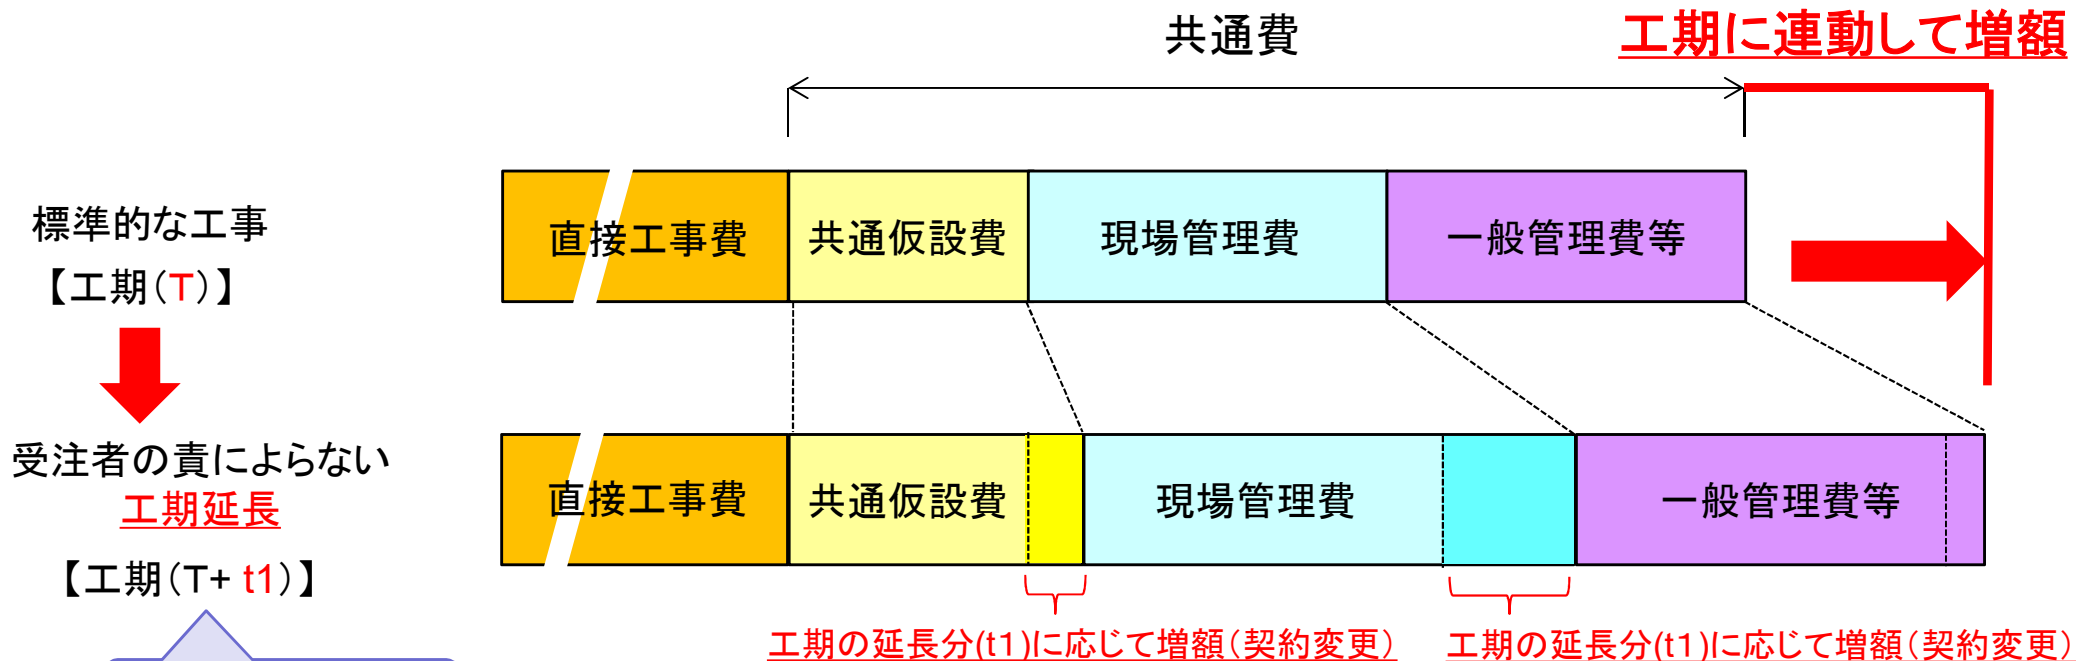 共通費
工期に連動して増額
標準的な工事
【工期(T)】
直接工事費
共通仮設費
現場管理費
一般管理費等
受注者の責によらない
工期延長
【工期(T+ t1)】
直接工事費
共通仮設費
現場管理費
一般管理費等
工期の延長分(t1)に応じて増額(契約変更)
工期の延長分(t1)に応じて増額(契約変更)